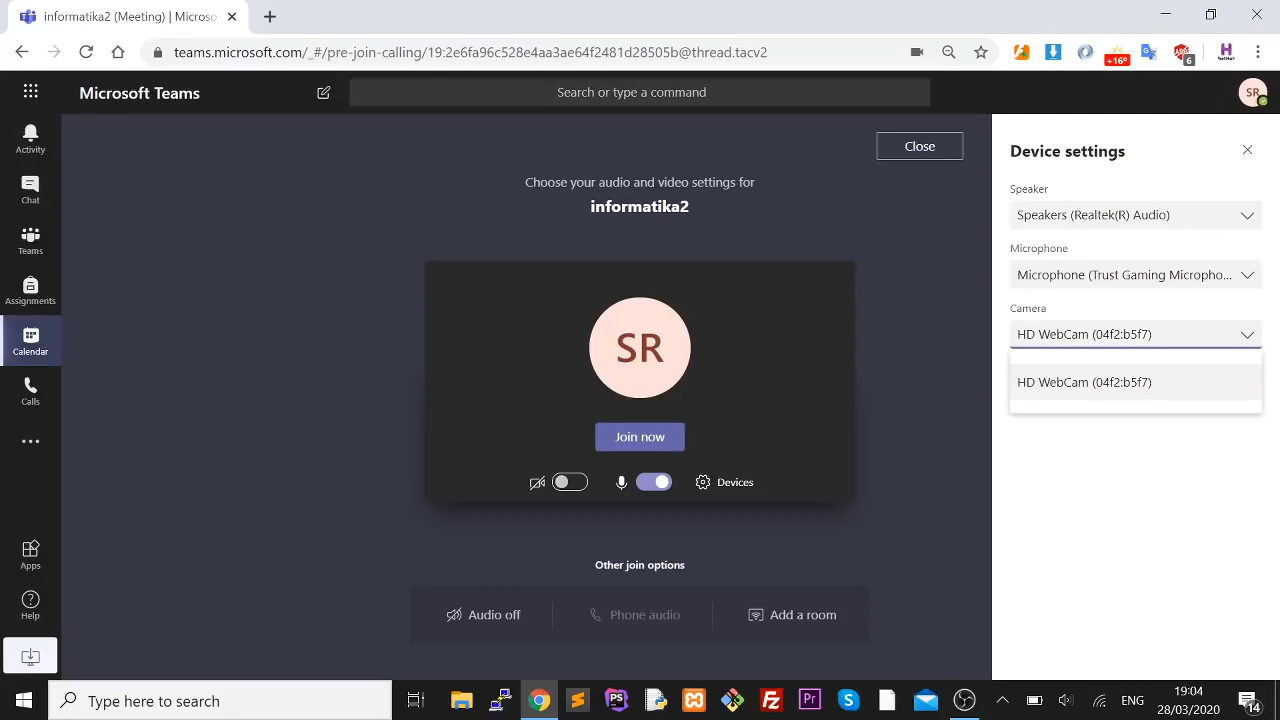 informatika2 (Meeting) | Microso
teams.microsoft.com/_#/pre-join-calling/19:2e6fa96c528e4aa3ae64f2481d28505b@thread.tacv2
+16°
6
Microsoft Teams
Search or type a command
SR
Activity
Chat
Teams
Assignments
Calendar
Calls
Apps
Help
Close
Choose your audio and video settings for
informatika2
SR
Join now
Devices
Other join options
Audio off
Phone audio
Add a room
Device settings
Speaker
Speakers (Realtek(R) Audio)
Microphone
Microphone (Trust Gaming Micropho...
Camera
HD WebCam (04f2:b5f7)
HD WebCam (04f2:b5f7)
Type here to search
PS
Fz
Pr
S
ENG
19:04
28/03/2020
14